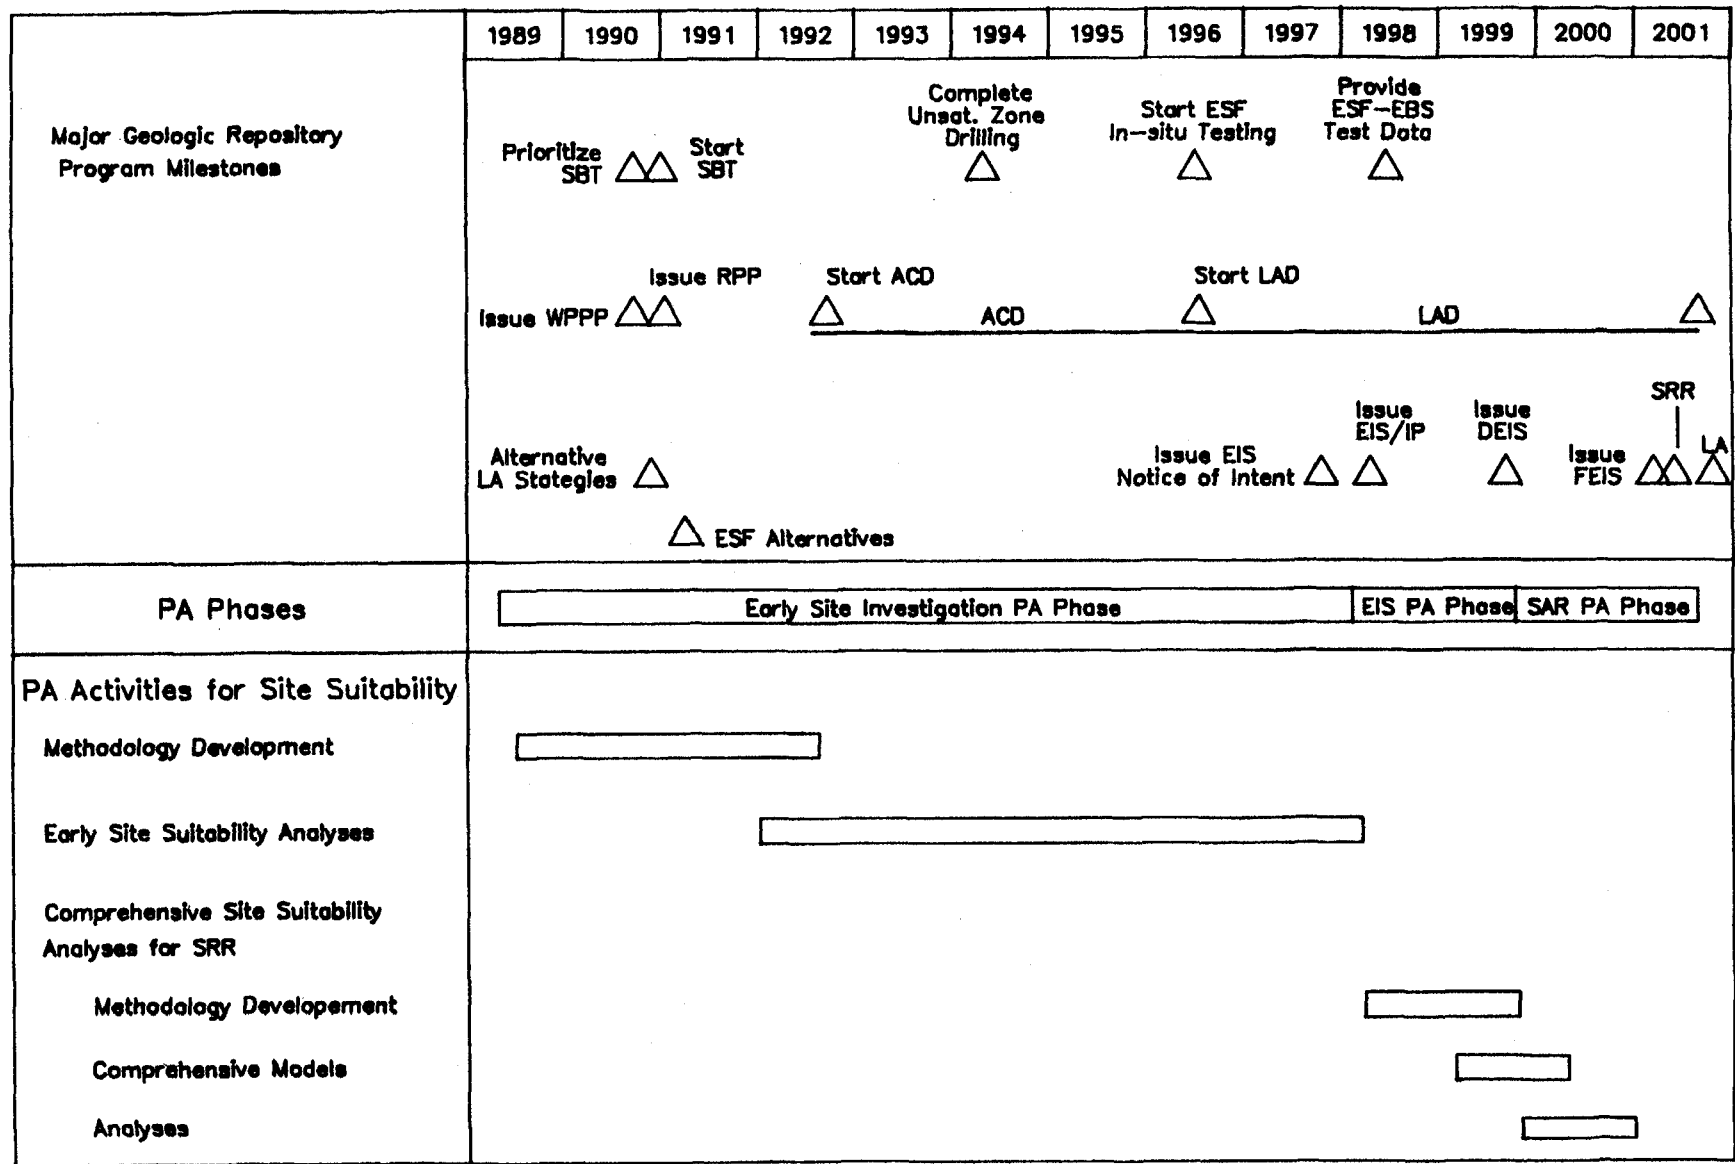 1989 1990 1991 1992 1993 1994 1995 1996 1997 1998 1999 2000 2001
Major Geologic Repository
Program Milestones
Prioritize
SBT
Start
SBT
Complete
Unsat. Zone
Drilling
Start ESF
In-situ Testing
Provide
ESF-EBS
Test Data
Issue WPPP
Issue RPP
Start ACD
ACD
Start LAD
LAD
Alternative
LA Stategies
ESF Alternatives
Issue EIS
Notice of Intent
Issue
EIS/IP
Issue
DEIS
Issue
FEIS
SRR
LA
PA Phases
Early Site Investigation PA Phase
EIS PA Phase
SAR PA Phase
PA Activities for Site Suitability
Methodology Development
Early Site Suitability Analyses
Comprehensive Site Suitability
Analyses for SRR
Methodology Developement
Comprehensive Models
Analyses